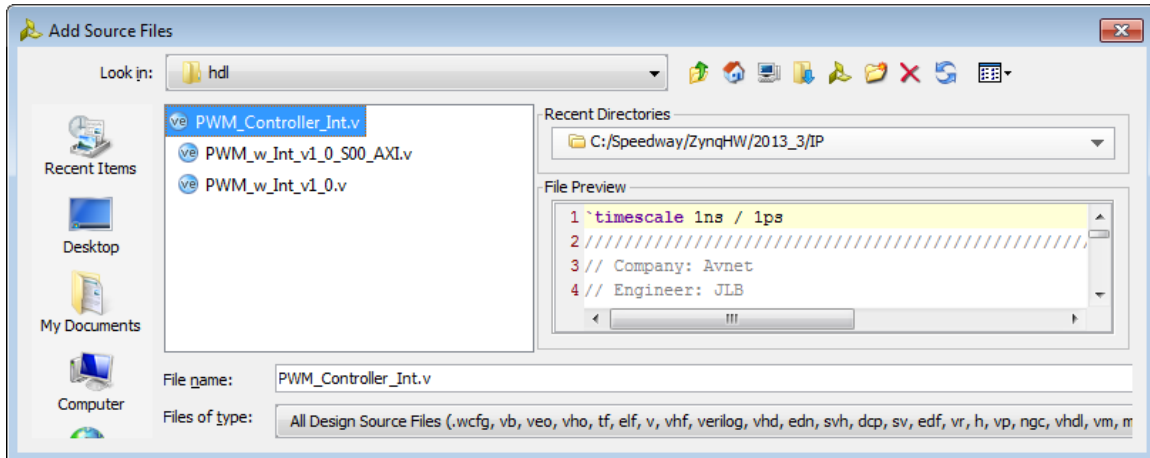 Add Source Files
Look in:
hdl
Recent Items
Desktop
My Documents
Computer
PWM_Controller_Int.v
PWM_w_Int_v1_0_S00_AXI.v
PWM_w_Int_v1_0.v
Recent Directories
C:/Speedway/ZynqHW/2013_3/IP
File Preview
1 `timescale 1ns / 1ps
2 ///////////////////////////////////////////////////
3 // Company: Avnet
4 // Engineer: JLB
File name: PWM_Controller_Int.v
Files of type: All Design Source Files (.wcfg, vb, veo, vho, tf, elf, v, vhf, verilog, vhd, edn, svh, dcp, sv, edf, vr, h, vp, ngc, vhdl, vm, m